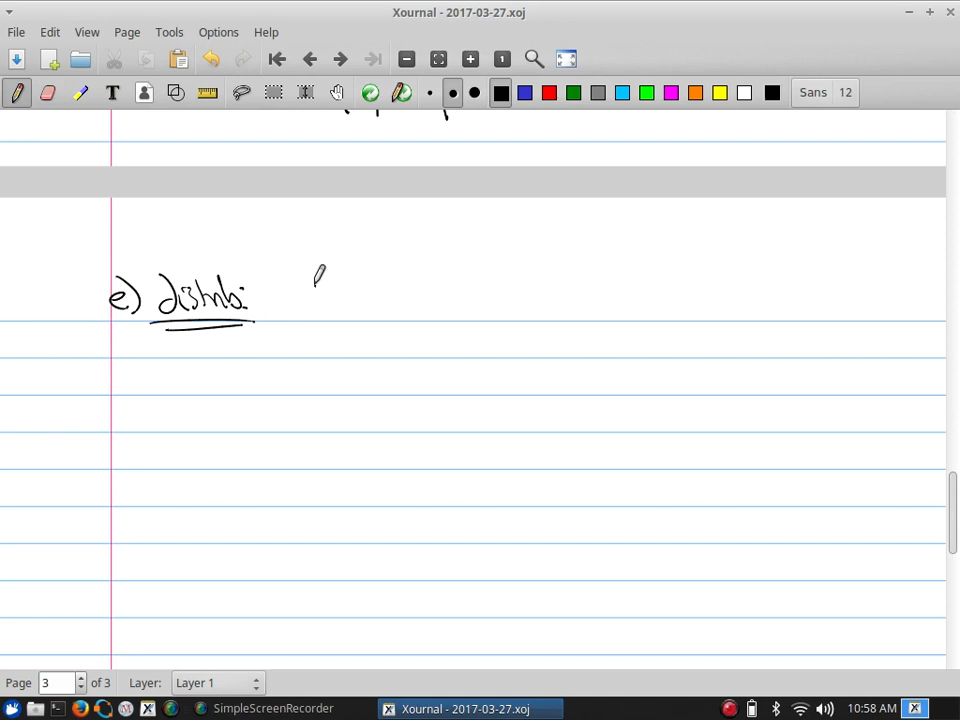 Xournal - 2017-03-27.xoj
File Edit View Page Tools Options Help
Sans 12
e) distrib:
Page 3 of 3 Layer: Layer 1
SimpleScreenRecorder Xournal - 2017-03-27.xoj 10:58 AM